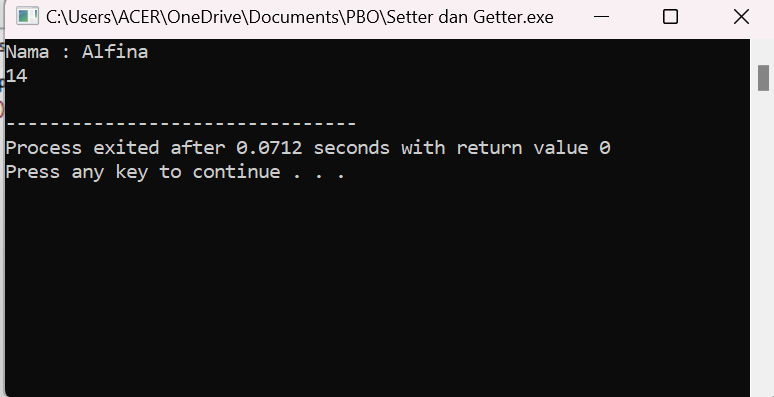 C:\Users\ACER\OneDrive\Documents\PBO\Setter dan Getter.exe
Nama : Alfina
14
--------------------------------
Process exited after 0.0712 seconds with return value 0
Press any key to continue . . .